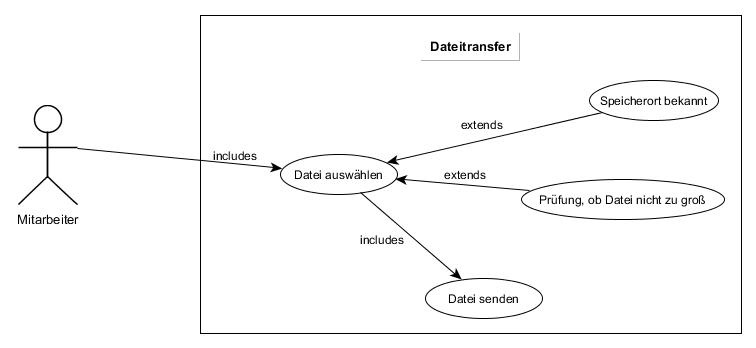 Dateitransfer
Speicherort bekannt
extends
includes
Datei auswählen
extends
Prüfung, ob Datei nicht zu groß
Mitarbeiter
includes
Datei senden